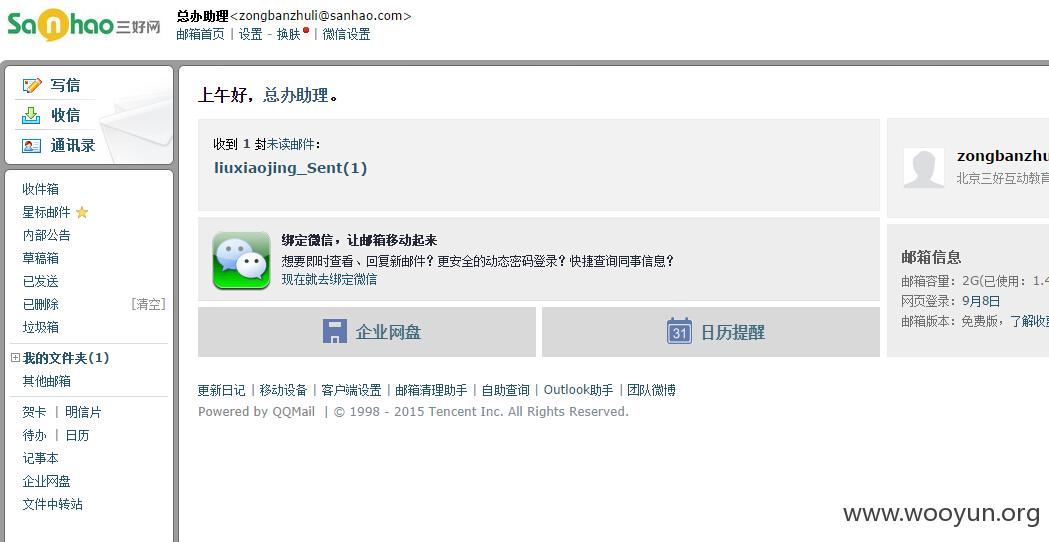 Sanhao三好网
总办助理<zongbanzhuli@sanhao.com>
邮箱首页 | 设置 - 换肤 | 微信设置
写信
收信
通讯录
收件箱
星标邮件
内部公告
草稿箱
已发送
已删除 [清空]
垃圾箱
我的文件夹(1)
其他邮箱
贺卡 | 明信片
待办 | 日历
记事本
企业网盘
文件中转站
上午好，总办助理。
收到 1 封未读邮件：
liuxiaojing_Sent(1)
绑定微信，让邮箱移动起来
想要即时查看、回复新邮件？更安全的动态密码登录？快捷查询同事信息？
现在就去绑定微信
企业网盘
31 日历提醒
更新日记 | 移动设备 | 客户端设置 | 邮箱清理助手 | 自助查询 | Outlook助手 | 团队微博
Powered by QQMail | © 1998 - 2015 Tencent Inc. All Rights Reserved.
zongbanzhu
北京三好互动教育
邮箱信息
邮箱容量：2G(已使用：1.4
网页登录：9月8日
邮箱版本：免费版，了解收费
www.wooyun.org